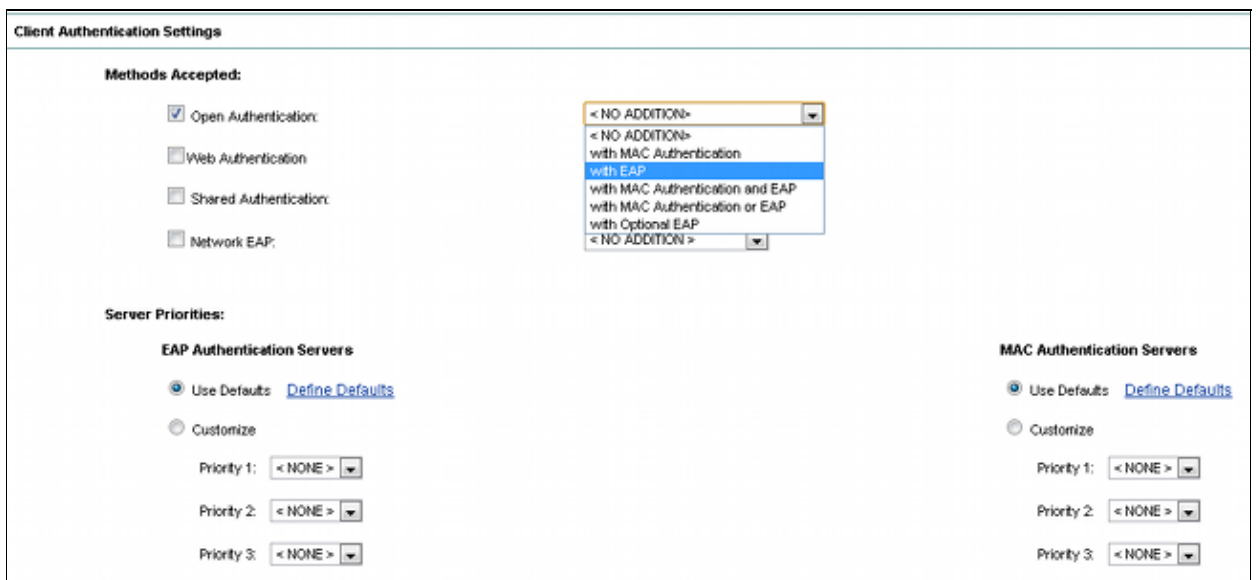 Client Authentication Settings
Methods Accepted:
Open Authentication:
< NO ADDITION>
< NO ADDITION>
with MAC Authentication
with EAP
with MAC Authentication and EAP
with MAC Authentication or EAP
with Optional EAP
Web Authentication
Shared Authentication:
Network EAP:
< NO ADDITION >
Server Priorities:
EAP Authentication Servers
Use Defaults Define Defaults
Customize
Priority 1: < NONE >
Priority 2: < NONE >
Priority 3: < NONE >
MAC Authentication Servers
Use Defaults Define Defaults
Customize
Priority 1: < NONE >
Priority 2: < NONE >
Priority 3: < NONE >